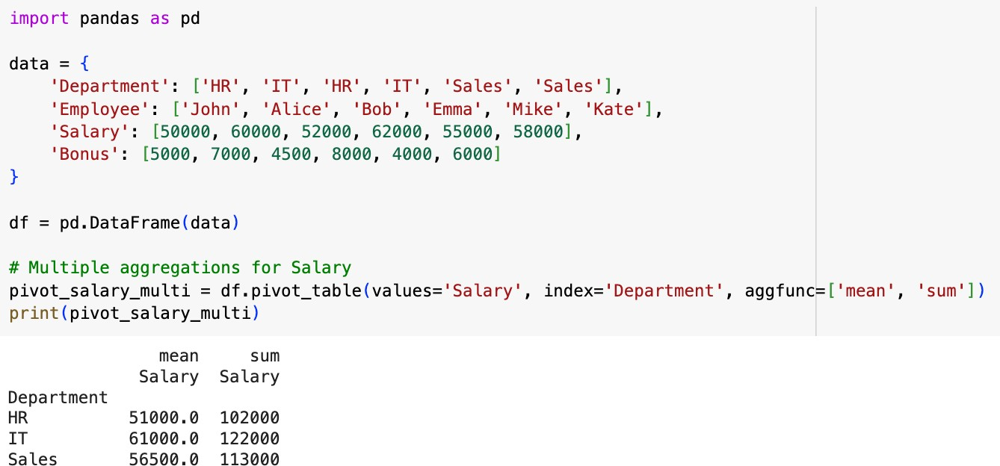 import pandas as pd
data = {
    'Department': ['HR', 'IT', 'HR', 'IT', 'Sales', 'Sales'],
    'Employee': ['John', 'Alice', 'Bob', 'Emma', 'Mike', 'Kate'],
    'Salary': [50000, 60000, 52000, 62000, 55000, 58000],
    'Bonus': [5000, 7000, 4500, 8000, 4000, 6000]
}
df = pd.DataFrame(data)
# Multiple aggregations for Salary
pivot_salary_multi = df.pivot_table(values='Salary', index='Department', aggfunc=['mean', 'sum'])
print(pivot_salary_multi)
               mean     sum
             Salary  Salary
Department
HR          51000.0  102000
IT          61000.0  122000
Sales       56500.0  113000